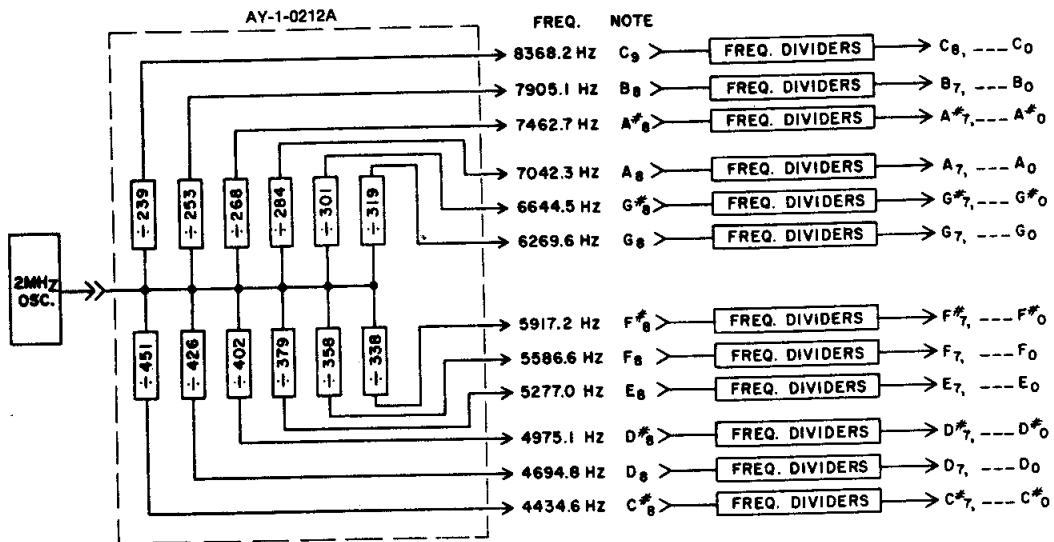 AY-1-0212A
FREQ. NOTE
8368.2 Hz C9 FREQ. DIVIDERS C8, --- C0
7905.1 Hz B8 FREQ. DIVIDERS B7, --- B0
7462.7 Hz A#8 FREQ. DIVIDERS A#7, --- A#0
7042.3 Hz A8 FREQ. DIVIDERS A7, --- A0
6644.5 Hz G#8 FREQ. DIVIDERS G#7, --- G#0
6269.6 Hz G8 FREQ. DIVIDERS G7, --- G0
÷239 ÷253 ÷268 ÷284 ÷301 ÷319
2MHz
OSC.
÷451 ÷426 ÷402 ÷379 ÷358 ÷338
5917.2 Hz F#8 FREQ. DIVIDERS F#7, --- F#0
5586.6 Hz F8 FREQ. DIVIDERS F7, --- F0
5277.0 Hz E8 FREQ. DIVIDERS E7, --- E0
4975.1 Hz D#8 FREQ. DIVIDERS D#7, --- D#0
4694.8 Hz D8 FREQ. DIVIDERS D7, --- D0
4434.6 Hz C#8 FREQ. DIVIDERS C#7, --- C#0